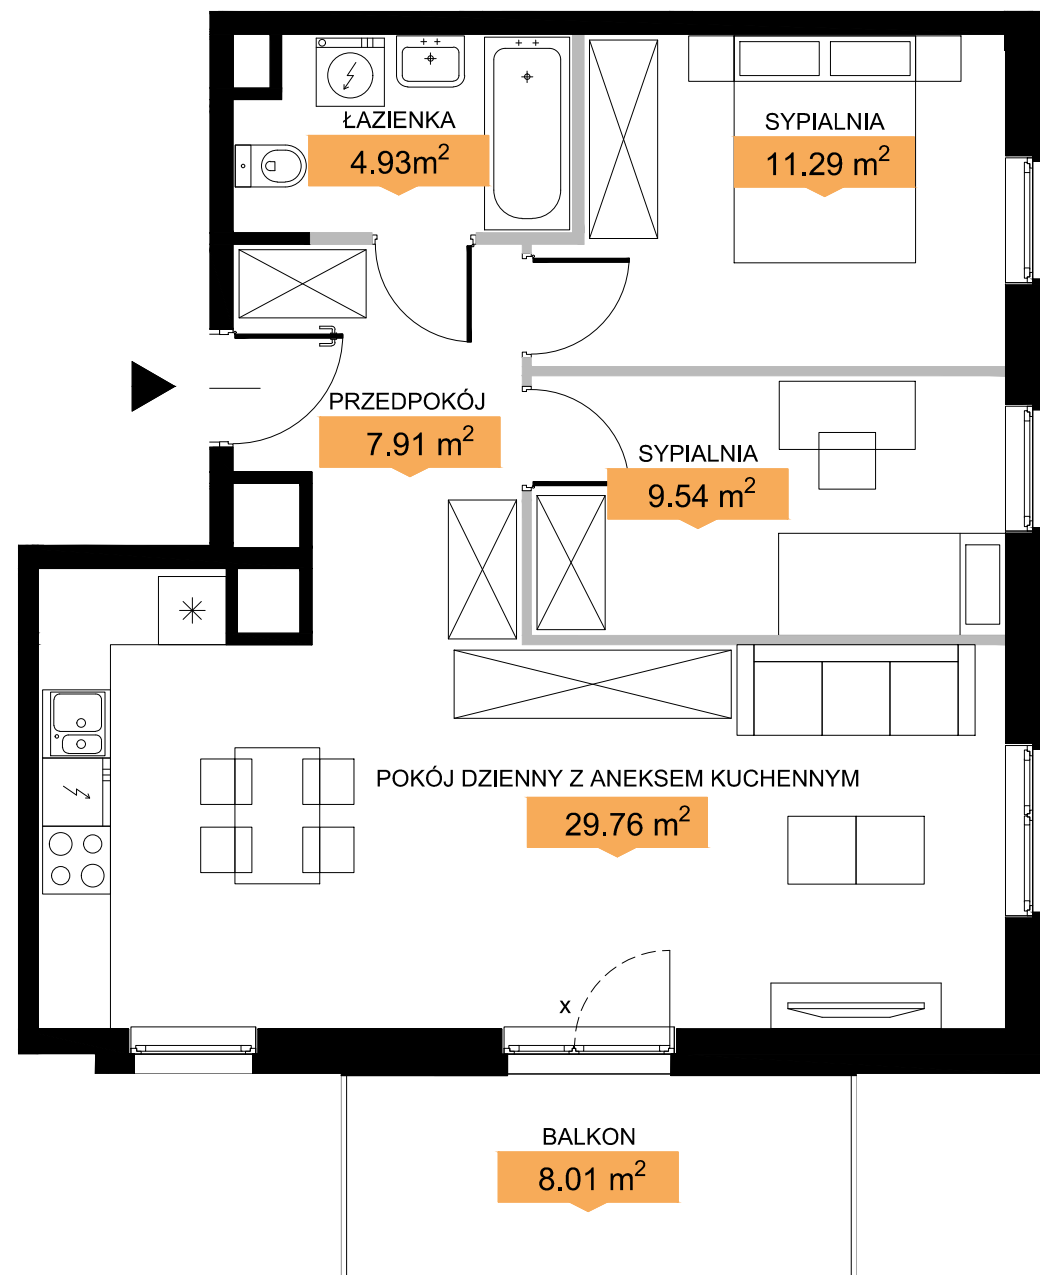 ŁAZIENKA
4.93m²
SYPIALNIA
11.29 m²
PRZEDPOKÓJ
7.91 m²
SYPIALNIA
9.54 m²
POKÓJ DZIENNY Z ANEKSEM KUCHENNYM
29.76 m²
x
BALKON
8.01 m²